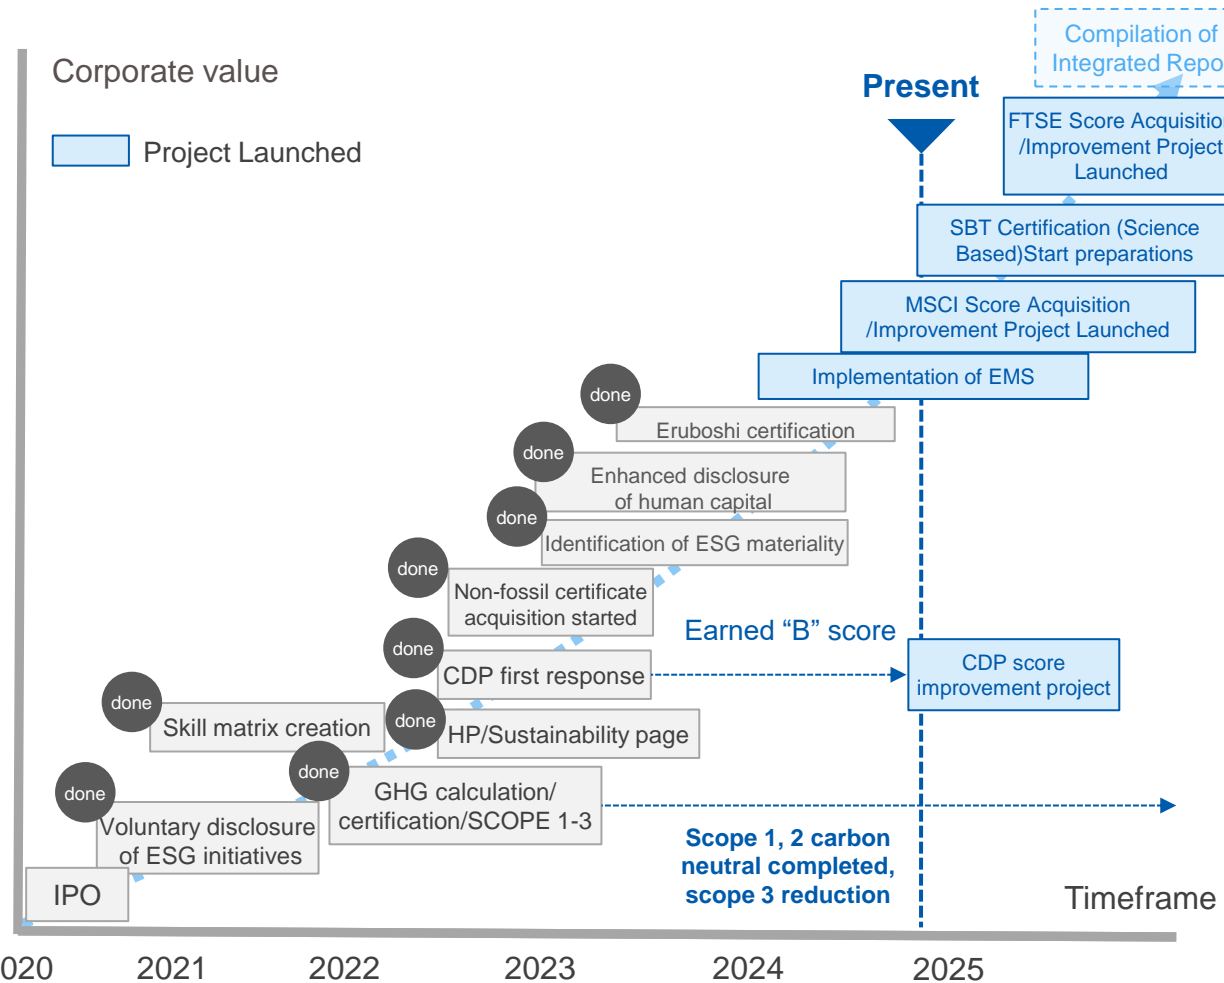 Corporate value
Project Launched
Present
Compilation of
Integrated Repo
FTSE Score Acquisition
/Improvement Project
Launched
SBT Certification (Science
Based)Start preparations
MSCI Score Acquisition
/Improvement Project Launched
Implementation of EMS
done
Eruboshi certification
done
Enhanced disclosure
of human capital
done
Identification of ESG materiality
done
Non-fossil certificate
acquisition started
Earned “B” score
done
CDP first response
CDP score
improvement project
done
Skill matrix creation
done
HP/Sustainability page
done
GHG calculation/
certification/SCOPE 1-3
done
Voluntary disclosure
of ESG initiatives
Scope 1, 2 carbon
neutral completed,
scope 3 reduction
IPO
Timeframe
020
2021
2022
2023
2024
2025